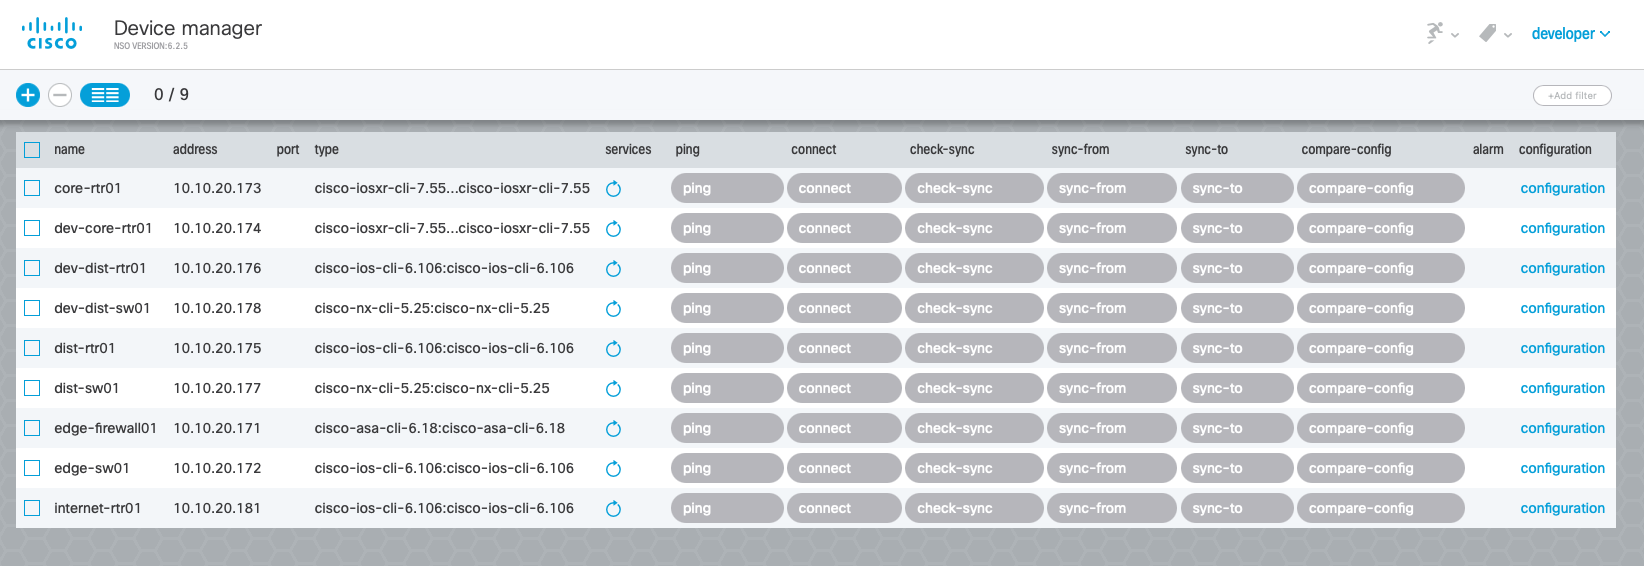 CISCO
Device manager
NSO VERSION:6.2.5
developer
0 / 9
+Add filter
name address port type services ping connect check-sync sync-from sync-to compare-config alarm configuration
core-rtr01 10.10.20.173 cisco-iosxr-cli-7.55...cisco-iosxr-cli-7.55 ping connect check-sync sync-from sync-to compare-config configuration
dev-core-rtr01 10.10.20.174 cisco-iosxr-cli-7.55...cisco-iosxr-cli-7.55 ping connect check-sync sync-from sync-to compare-config configuration
dev-dist-rtr01 10.10.20.176 cisco-ios-cli-6.106:cisco-ios-cli-6.106 ping connect check-sync sync-from sync-to compare-config configuration
dev-dist-sw01 10.10.20.178 cisco-nx-cli-5.25:cisco-nx-cli-5.25 ping connect check-sync sync-from sync-to compare-config configuration
dist-rtr01 10.10.20.175 cisco-ios-cli-6.106:cisco-ios-cli-6.106 ping connect check-sync sync-from sync-to compare-config configuration
dist-sw01 10.10.20.177 cisco-nx-cli-5.25:cisco-nx-cli-5.25 ping connect check-sync sync-from sync-to compare-config configuration
edge-firewall01 10.10.20.171 cisco-asa-cli-6.18:cisco-asa-cli-6.18 ping connect check-sync sync-from sync-to compare-config configuration
edge-sw01 10.10.20.172 cisco-ios-cli-6.106:cisco-ios-cli-6.106 ping connect check-sync sync-from sync-to compare-config configuration
internet-rtr01 10.10.20.181 cisco-ios-cli-6.106:cisco-ios-cli-6.106 ping connect check-sync sync-from sync-to compare-config configuration